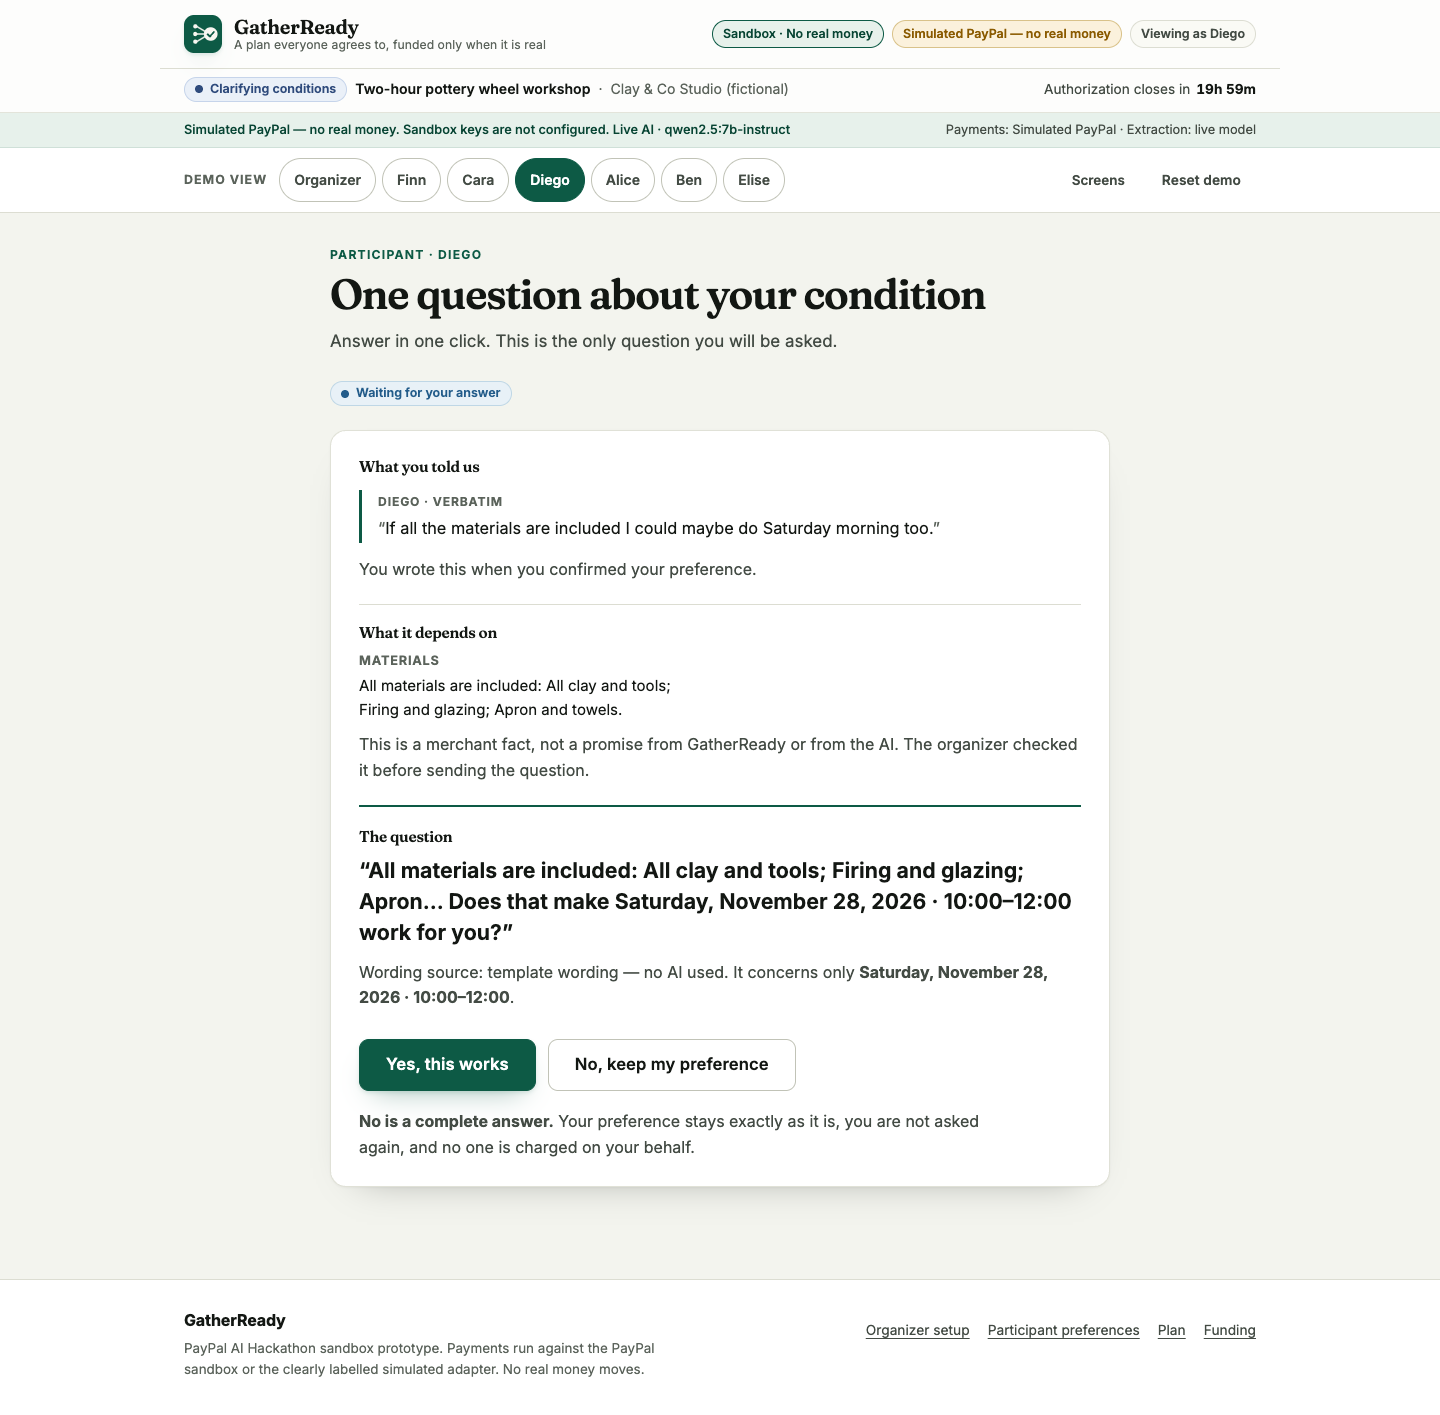 GatherReady
A plan everyone agrees to, funded only when it is real
Sandbox · No real money
Simulated PayPal — no real money
Viewing as Diego
Clarifying conditions
Two-hour pottery wheel workshop · Clay & Co Studio (fictional)
Authorization closes in 19h 59m
Simulated PayPal — no real money. Sandbox keys are not configured. Live AI · qwen2.5:7b-instruct
Payments: Simulated PayPal · Extraction: live model
DEMO VIEW
Organizer
Finn
Cara
Diego
Alice
Ben
Elise
Screens
Reset demo
PARTICIPANT · DIEGO
One question about your condition
Answer in one click. This is the only question you will be asked.
Waiting for your answer
What you told us
DIEGO · VERBATIM
“If all the materials are included I could maybe do Saturday morning too.”
You wrote this when you confirmed your preference.
What it depends on
MATERIALS
All materials are included: All clay and tools;
Firing and glazing; Apron and towels.
This is a merchant fact, not a promise from GatherReady or from the AI. The organizer checked
it before sending the question.
The question
“All materials are included: All clay and tools; Firing and glazing;
Apron… Does that make Saturday, November 28, 2026 · 10:00–12:00
work for you?”
Wording source: template wording — no AI used. It concerns only Saturday, November 28,
2026 · 10:00–12:00.
Yes, this works
No, keep my preference
No is a complete answer. Your preference stays exactly as it is, you are not asked
again, and no one is charged on your behalf.
GatherReady
PayPal AI Hackathon sandbox prototype. Payments run against the PayPal
sandbox or the clearly labelled simulated adapter. No real money moves.
Organizer setup
Participant preferences
Plan
Funding